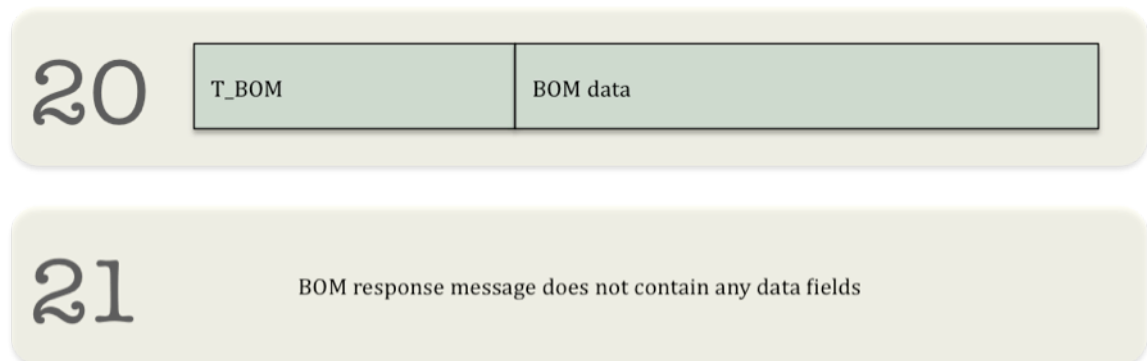 20
T_BOM BOM data
21
BOM response message does not contain any data fields